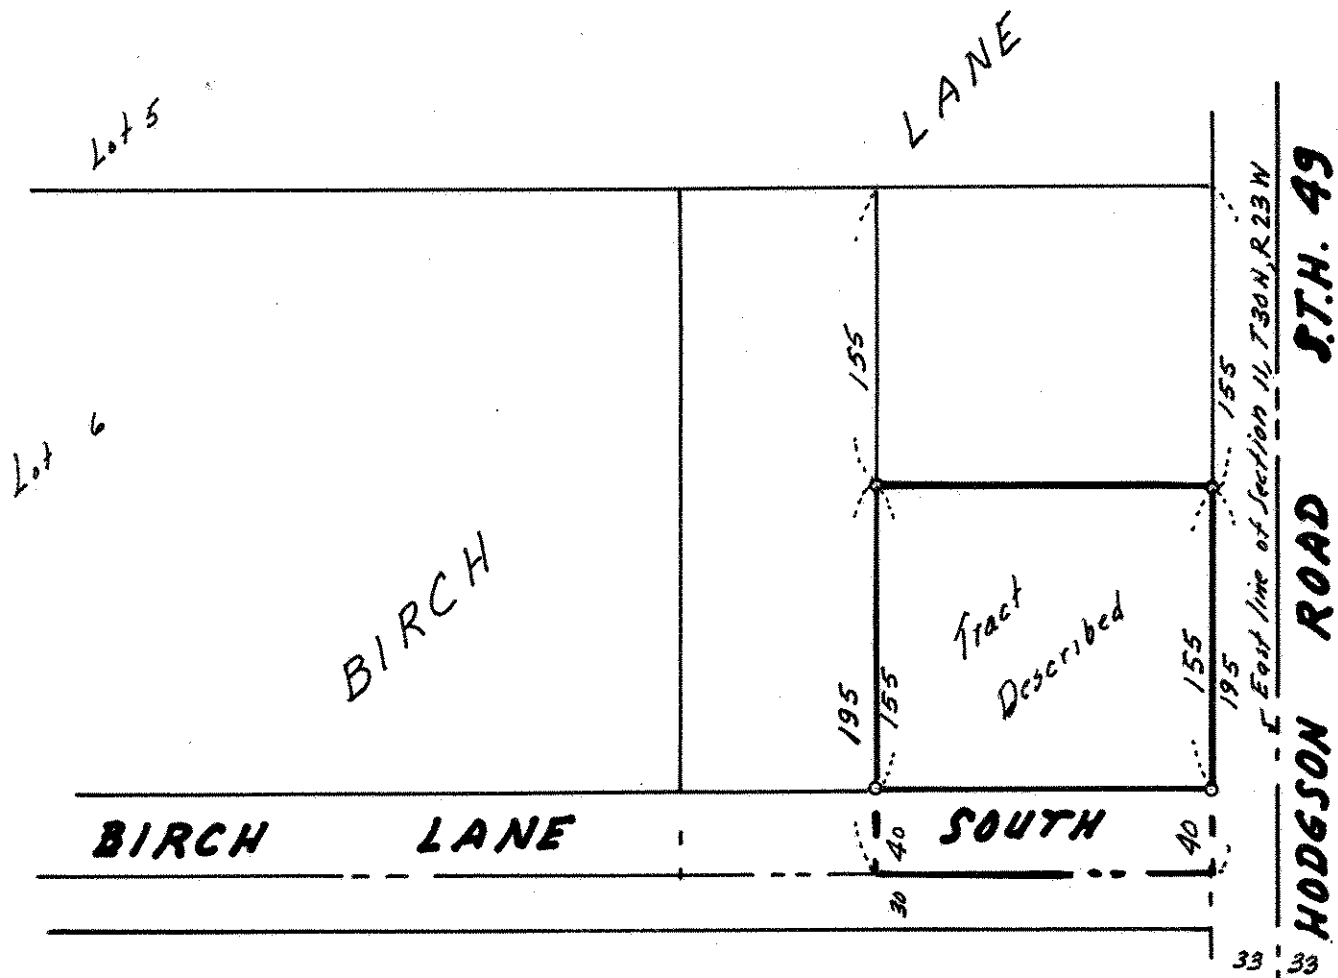 Lot 5
LANE
S.T.H. 49
155
155
East line of Section 11, T30N, R23W
Lot 6
BIRCH
Tract
Described
ROAD
195
155
155
195
BIRCH LANE SOUTH
40
40
HODGSON
30
33
33